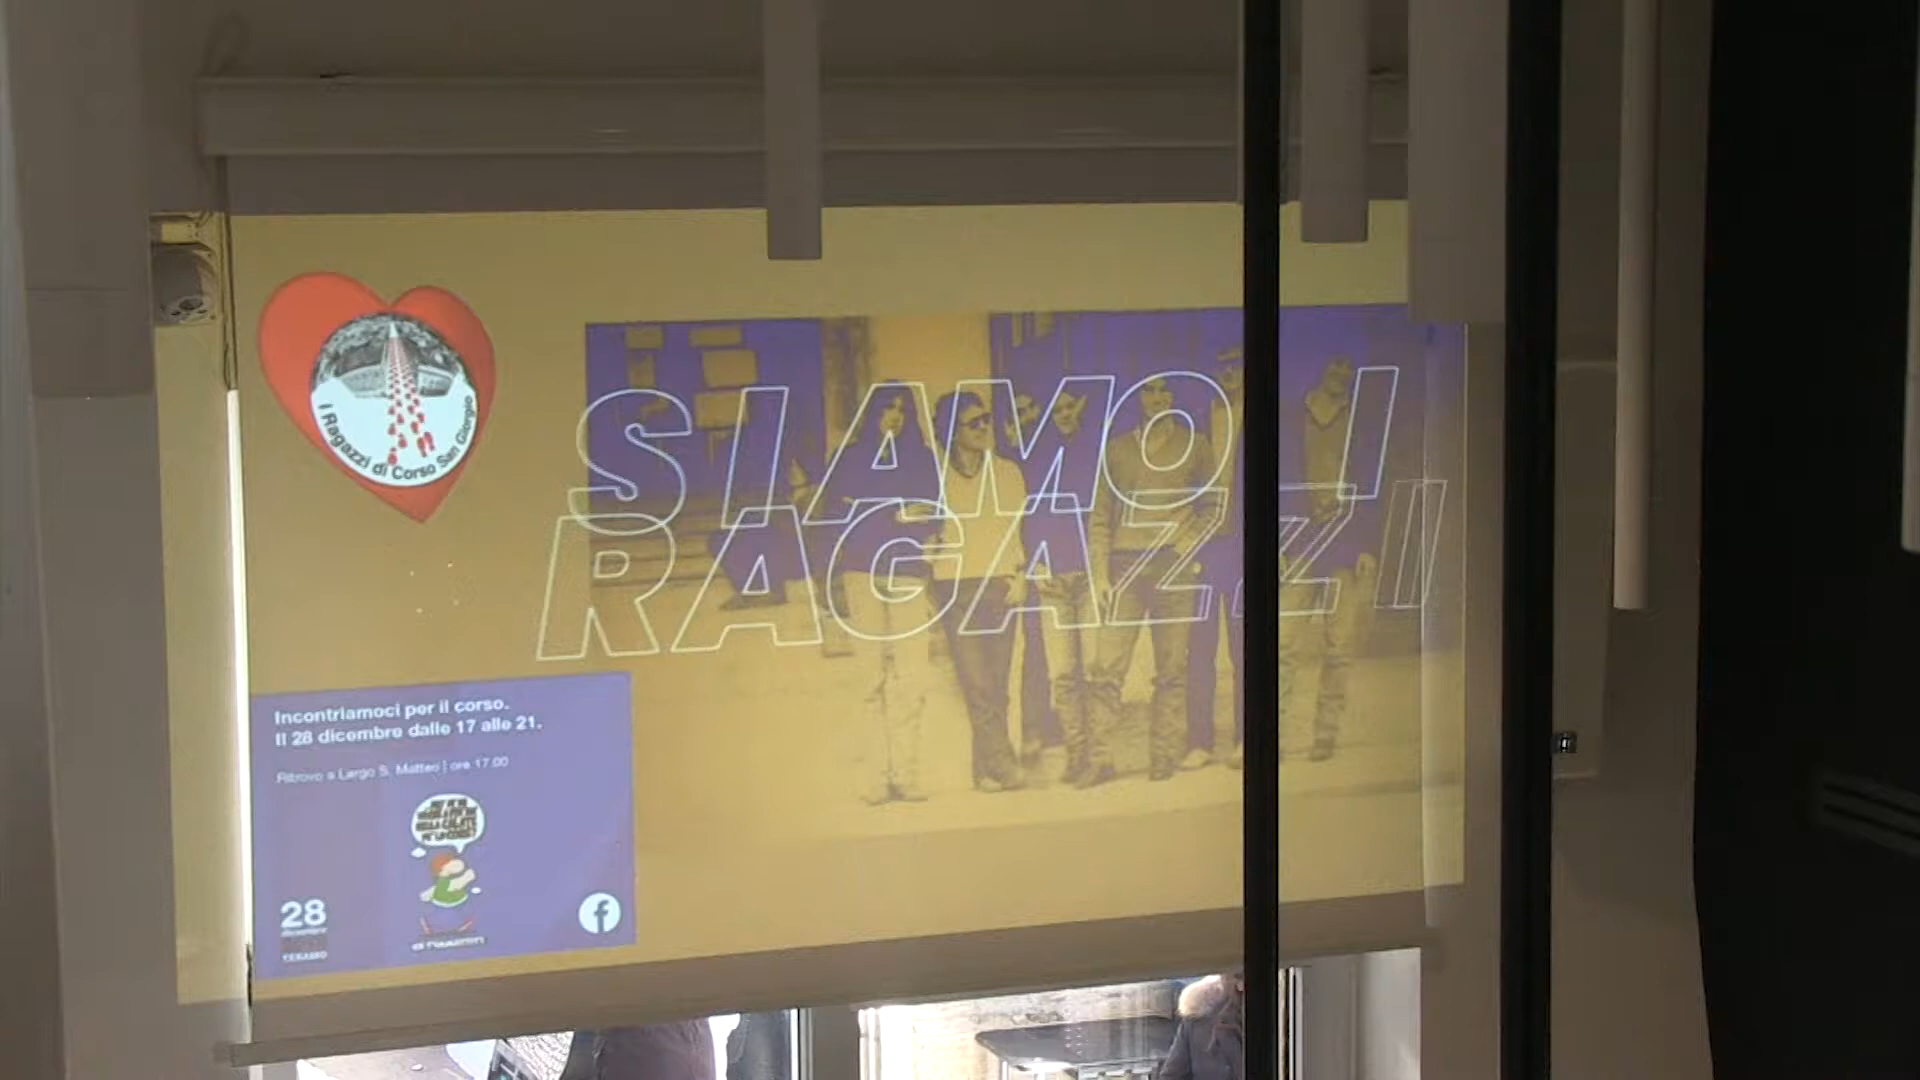 I Ragazzi di Corso San Giorgio
SIAMO I
RAGAZZI
Incontriamoci per il corso.
Il 28 dicembre dalle 17 alle 21.
Ritrovo a Largo S. Matteo | ore 17.00
28
dicembre
TERAMO